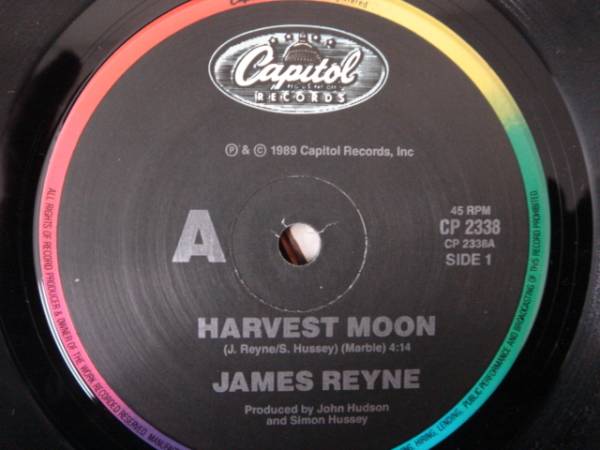 Capitol
RECORDS
℗ & © 1989 Capitol Records, Inc
A
45 RPM
CP 2338
CP 2338A
SIDE 1
HARVEST MOON
(J. Reyne/S. Hussey) (Marble) 4:14
JAMES REYNE
Produced by John Hudson
and Simon Hussey
ALL RIGHTS OF RECORD PRODUCER & OWNER OF THE WORK RECORDED RESERVED.
HIRING, LENDING, PUBLIC PERFORMANCE AND BROADCASTING OF THIS RECORD PROHIBITED.